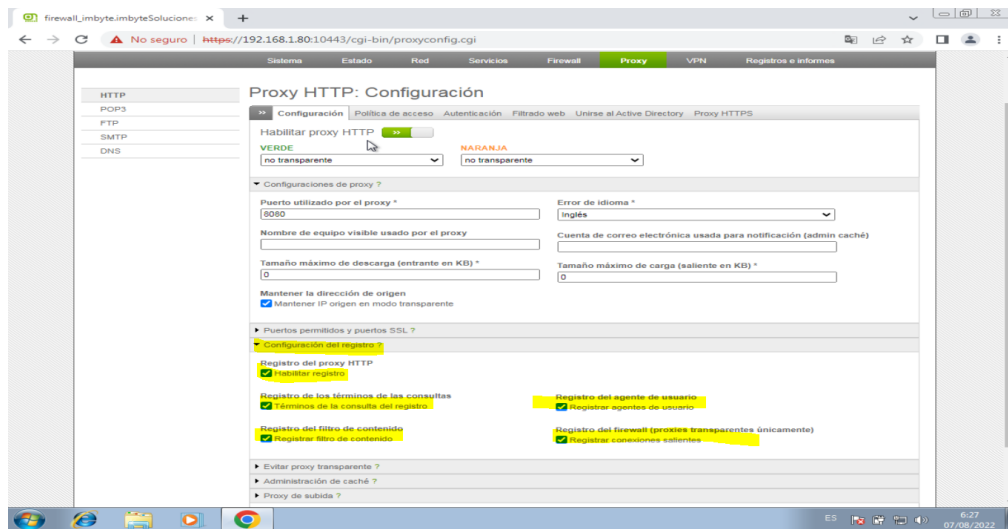 firewall_imbyte.imbyteSolucione:
No seguro | https://192.168.1.80:10443/cgi-bin/proxyconfig.cgi
Sistema Estado Red Servicios Firewall Proxy VPN Registros e informes
HTTP
POP3
FTP
SMTP
DNS
Proxy HTTP: Configuración
>> Configuración Política de acceso Autenticación Filtrado web Unirse al Active Directory Proxy HTTPS
Habilitar proxy HTTP >>
VERDE NARANJA
no transparente no transparente
Configuraciones de proxy ?
Puerto utilizado por el proxy * Error de idioma *
8080 Inglés
Nombre de equipo visible usado por el proxy Cuenta de correo electrónica usada para notificación (admin caché)
Tamaño máximo de descarga (entrante en KB) * Tamaño máximo de carga (saliente en KB) *
0 0
Mantener la dirección de origen
Mantener IP origen en modo transparente
Puertos permitidos y puertos SSL ?
Configuración del registro ?
Registro del proxy HTTP
Habilitar registro
Registro de los términos de las consultas Registro del agente de usuario
Términos de la consulta del registro Registrar agentes de usuario
Registro del filtro de contenido Registro del firewall (proxies transparentes únicamente)
Registrar filtro de contenido Registrar conexiones salientes
Evitar proxy transparente ?
Administración de caché ?
Proxy de subida ?
ES 6:27
07/08/2022